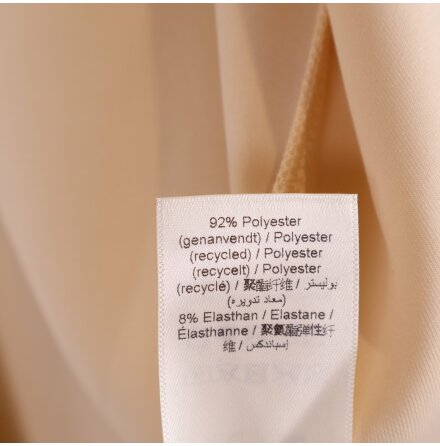 92% Polyester
(genanvendt) / Polyester
(recycled) / Polyester
(recycelt) / Polyester
(recyclé) / 聚酯纤维 / بوليستر
(معاد تدويره)
8% Elasthan / Elastane /
Élasthanne / 聚氨酯弹性纤
维 / إسباندكس